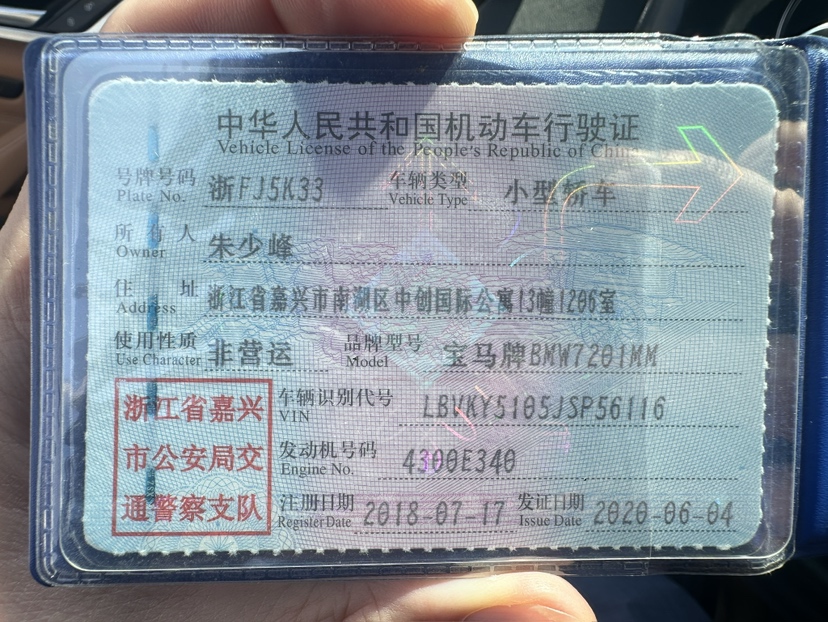 中华人民共和国机动车行驶证
Vehicle License of the People's Republic of China
号牌号码 浙FJ5K33 车辆类型 小型轿车
Plate No. Vehicle Type
所有人 朱少峰
Owner
住址 浙江省嘉兴市南湖区中创国际公寓13幢1206室
Address
使用性质 非营运 品牌型号 宝马牌BMW7201MM
Use Character Model
浙江省嘉兴 车辆识别代号 LBVKY5105JSP56116
VIN
市公安局交 发动机号码 4300E340
Engine No.
通警察支队 注册日期 2018-07-17 发证日期 2020-06-04
Register Date Issue Date